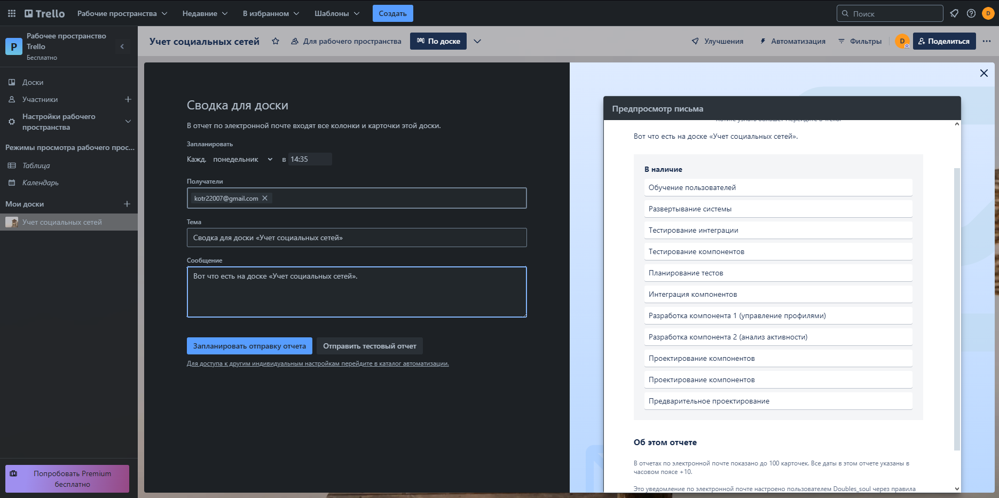 Trello
Рабочие пространства
Недавние
В избранном
Шаблоны
Создать
Поиск
D
P
Рабочее пространство
Trello
Бесплатно
Доски
Участники
Настройки рабочего
пространства
Режимы просмотра рабочего прос...
Таблица
Календарь
Мои доски
Учет социальных сетей
Попробовать Premium
бесплатно
Учет социальных сетей
Для рабочего пространства
По доске
Улучшения
Автоматизация
Фильтры
D
Поделиться
Сводка для доски
В отчет по электронной почте входят все колонки и карточки этой доски.
Запланировать
Кажд. понедельник в 14:35
Получатели
kotr22007@gmail.com
Тема
Сводка для доски «Учет социальных сетей»
Сообщение
Вот что есть на доске «Учет социальных сетей».
Запланировать отправку отчета
Отправить тестовый отчет
Для доступа к другим индивидуальным настройкам перейдите в каталог автоматизации.
Предпросмотр письма
Хотите узнать больше? Перейдите в Trello.
Вот что есть на доске «Учет социальных сетей».
В наличие
Обучение пользователей
Развертывание системы
Тестирование интеграции
Тестирование компонентов
Планирование тестов
Интеграция компонентов
Разработка компонента 1 (управление профилями)
Разработка компонента 2 (анализ активности)
Проектирование компонентов
Проектирование компонентов
Предварительное проектирование
Об этом отчете
В отчетах по электронной почте показано до 100 карточек. Все даты в этом отчете указаны в
часовом поясе +10.
Это уведомление по электронной почте настроено пользователем Doubles_soul через правила